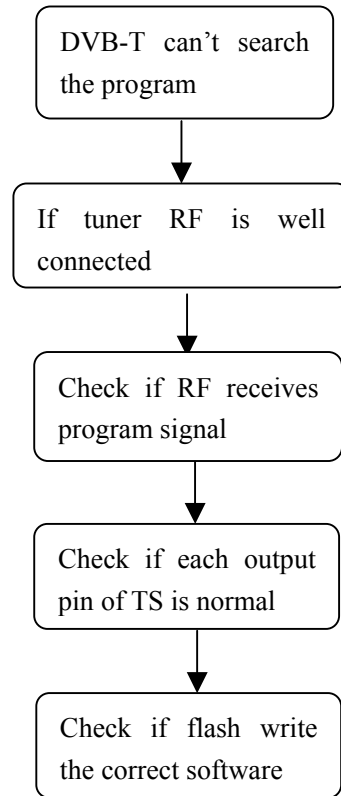 DVB-T can’t search
the program
If tuner RF is well
connected
Check if RF receives
program signal
Check if each output
pin of TS is normal
Check if flash write
the correct software